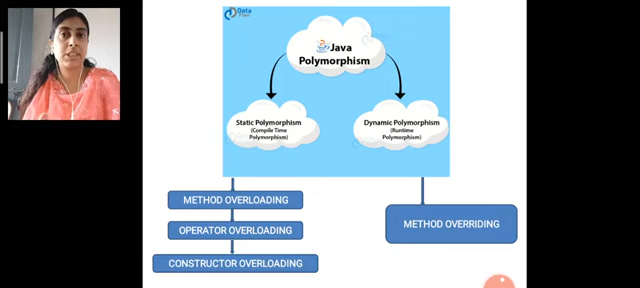 Data
Flair
Java
Polymorphism
Static Polymorphism
(Compile Time
Polymorphism)
Dynamic Polymorphism
(Runtime
Polymorphism)
METHOD OVERLOADING
OPERATOR OVERLOADING
CONSTRUCTOR OVERLOADING
METHOD OVERRIDING